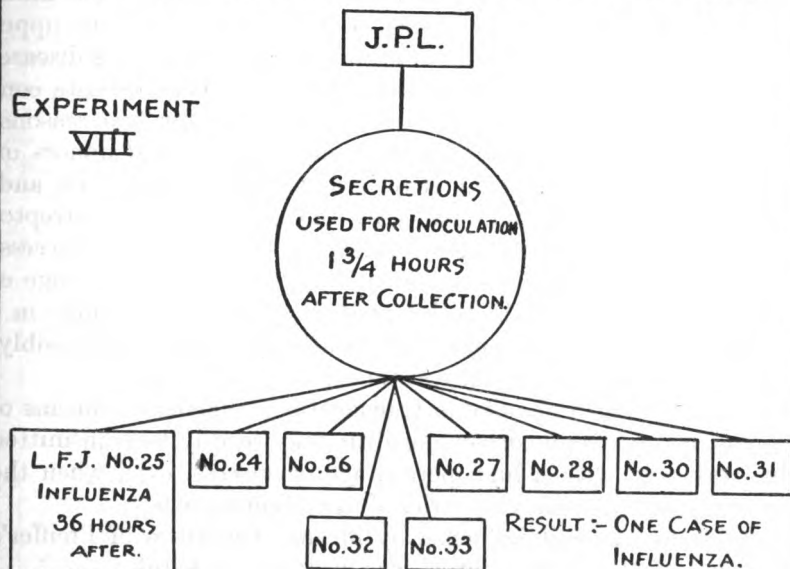 J.P.L.
EXPERIMENT
VIII
SECRETIONS
USED FOR INOCULATION
1 3/4 HOURS
AFTER COLLECTION.
L.F.J. No.25
INFLUENZA
36 HOURS
AFTER.
No.24
No.26
No.27
No.28
No.30
No.31
No.32
No.33
RESULT :- ONE CASE OF
INFLUENZA.